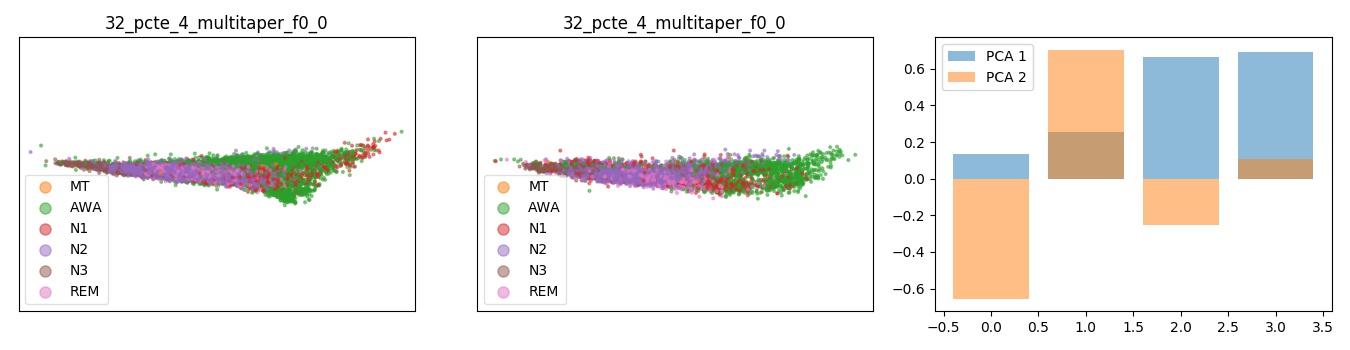 32_pcte_4_multitaper_f0_0
MT
AWA
N1
N2
N3
REM
32_pcte_4_multitaper_f0_0
MT
AWA
N1
N2
N3
REM
PCA 1
PCA 2
0.6
0.4
0.2
0.0
−0.2
−0.4
−0.6
−0.5 0.0 0.5 1.0 1.5 2.0 2.5 3.0 3.5